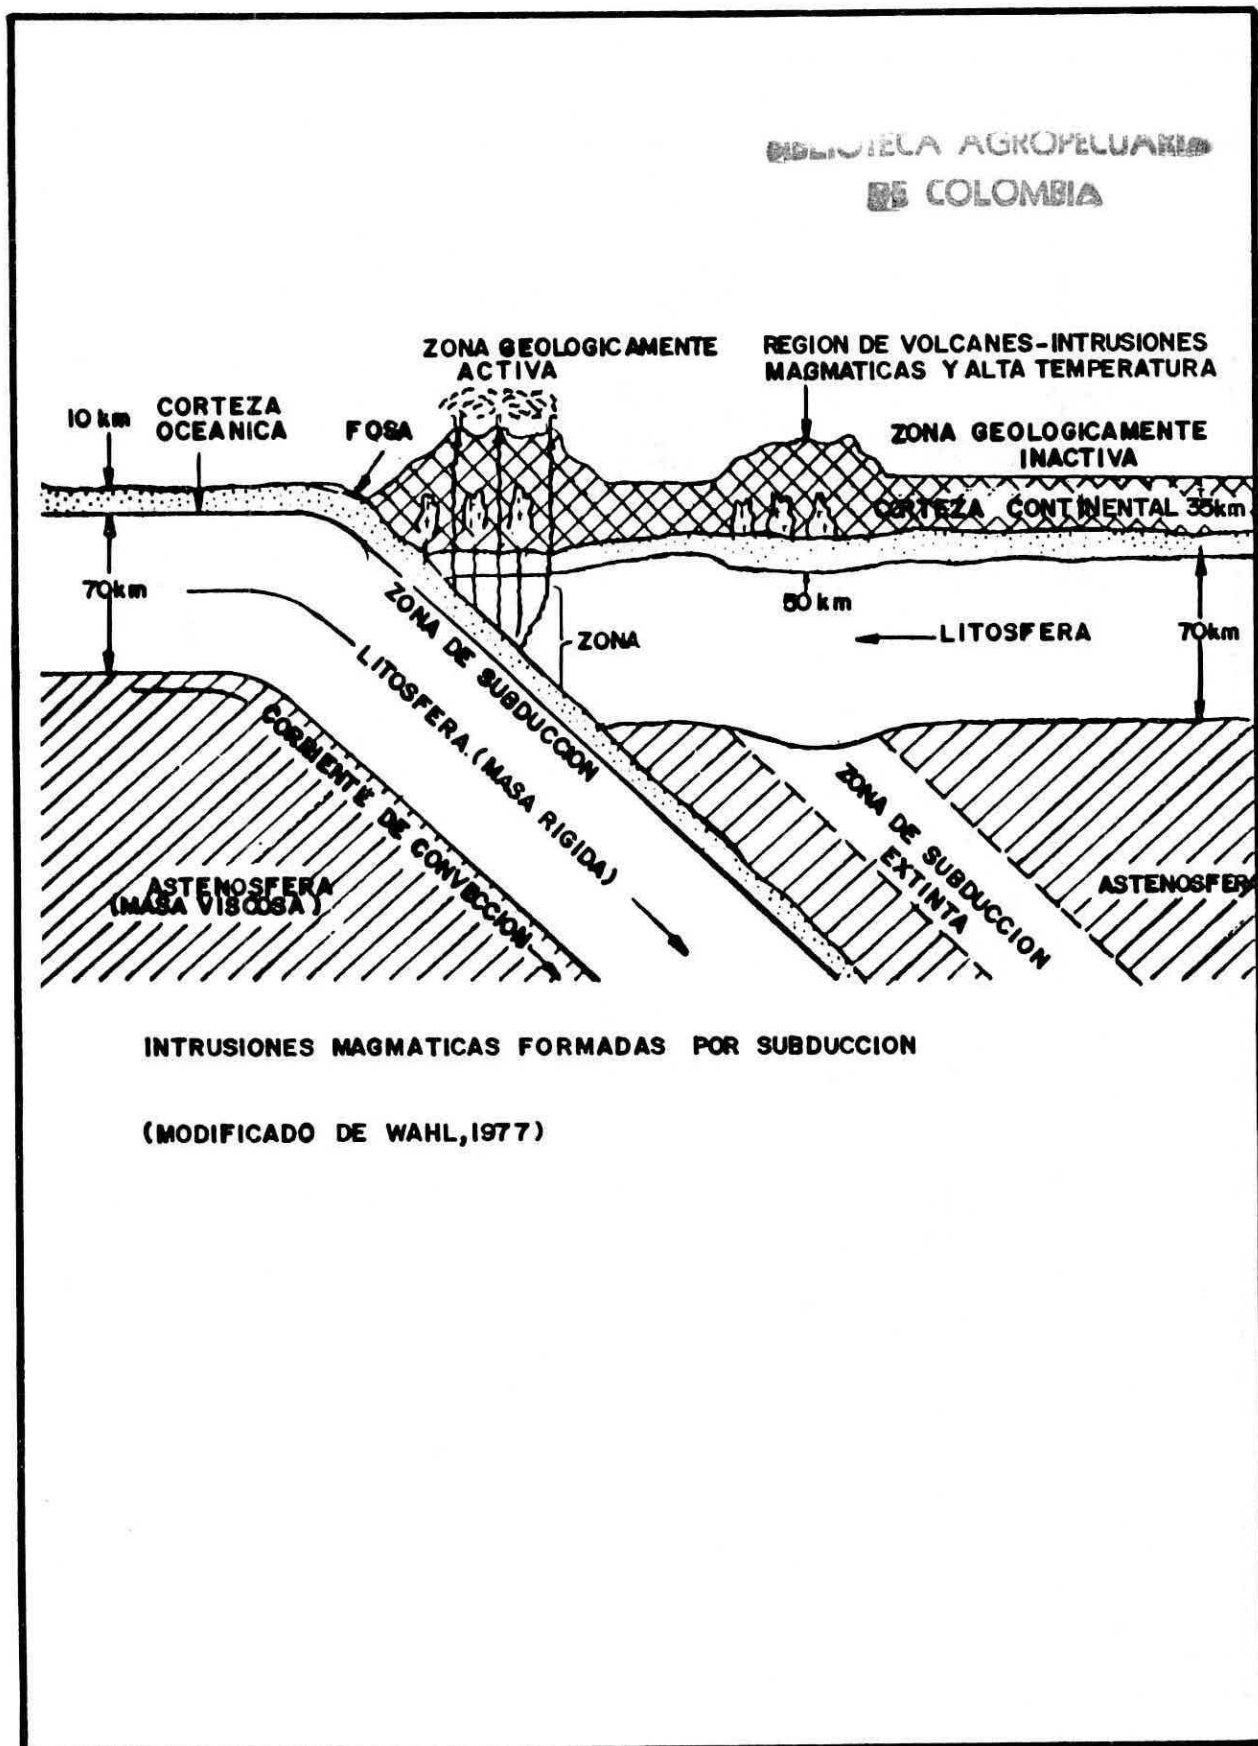 BIBLIOTECA AGROPECUARIA
DE COLOMBIA
ZONA GEOLOGICAMENTE
ACTIVA
REGION DE VOLCANES-INTRUSIONES
MAGMATICAS Y ALTA TEMPERATURA
10 km
CORTEZA
OCEANICA
FOSA
ZONA GEOLOGICAMENTE
INACTIVA
CORTEZA CONTINENTAL 35km
70km
50 km
ZONA
LITOSFERA
70km
ZONA DE SUBDUCCION
LITOSFERA (MASA RIGIDA)
CORRIENTE DE CONVECCION
ASTENOSFERA
(MASA VISCOSA)
ZONA DE SUBDUCCION
EXTINTA
ASTENOSFERA
INTRUSIONES MAGMATICAS FORMADAS POR SUBDUCCION
(MODIFICADO DE WAHL,1977)